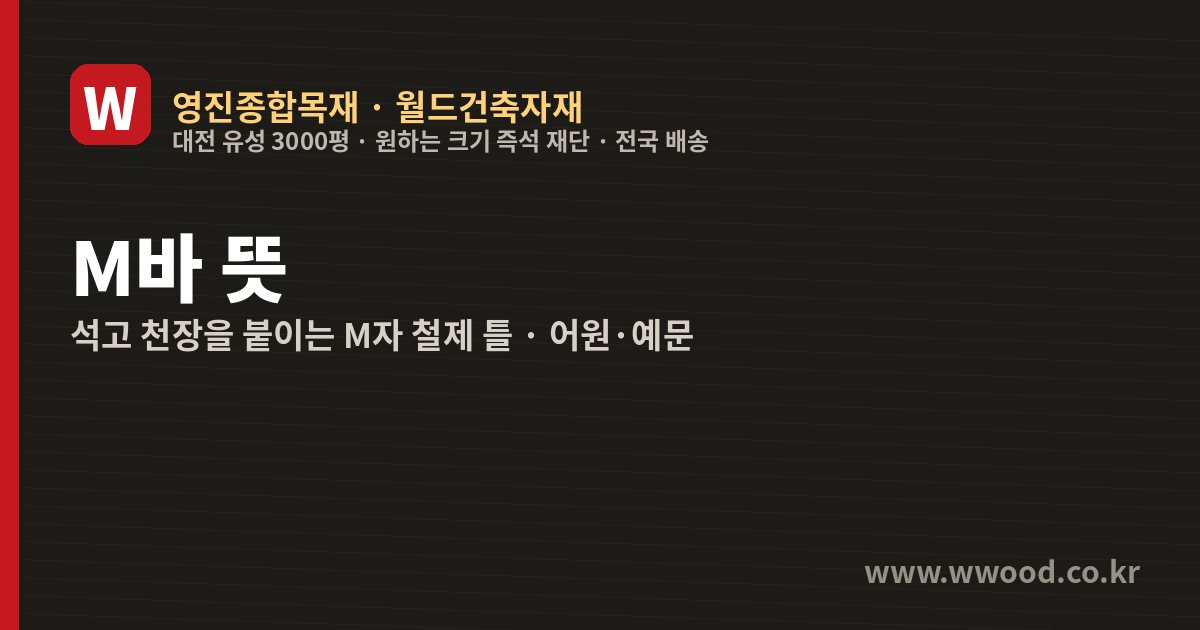 W
영진종합목재 · 월드건축자재
대전 유성 3000평 · 원하는 크기 즉석 재단 · 전국 배송
M바 뜻
석고 천장을 붙이는 M자 철제 틀 · 어원·예문
www.wwood.co.kr